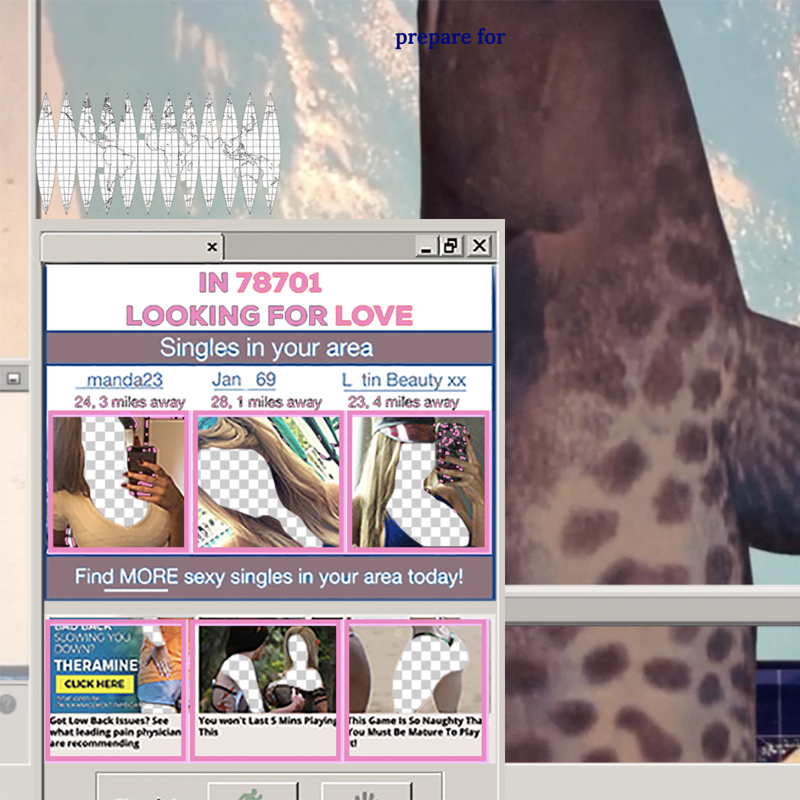 prepare for
IN 78701
LOOKING FOR LOVE
Singles in your area
manda23 Jan 69 L tin Beauty xx
24, 3 miles away 28, 1 miles away 23, 4 miles away
Find MORE sexy singles in your area today!
BAD BACK
SLOWING YOU
DOWN?
THERAMINE
CLICK HERE
Got Low Back Issues? See
what leading pain physician
are recommending
You won't Last 5 Mins Playing
This
This Game Is So Naughty Tha
You Must Be Mature To Play
It!